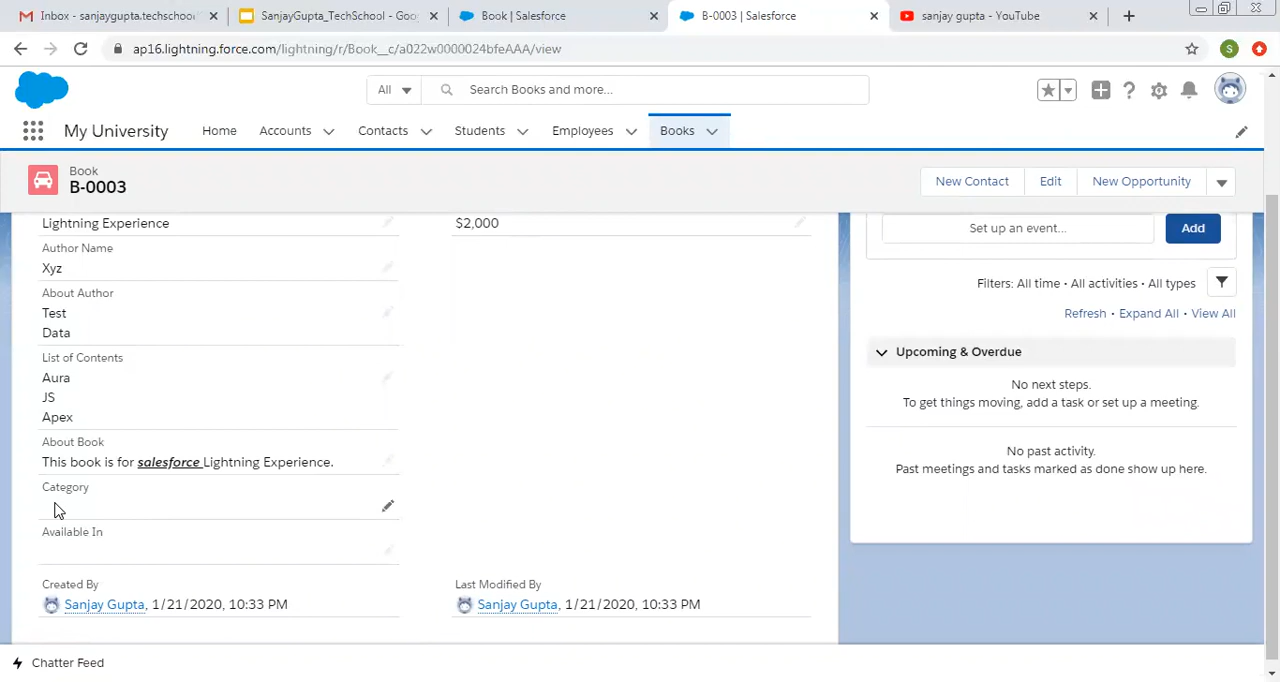 Inbox - sanjaygupta.techschool
SanjayGupta_TechSchool - Goo
Book | Salesforce
B-0003 | Salesforce
sanjay gupta - YouTube
ap16.lightning.force.com/lightning/r/Book__c/a022w0000024bfeAAA/view
S
All
Search Books and more...
My University
Home
Accounts
Contacts
Students
Employees
Books
Book
B-0003
New Contact
Edit
New Opportunity
Lightning Experience
$2,000
Author Name
Xyz
About Author
Test
Data
List of Contents
Aura
JS
Apex
About Book
This book is for salesforce Lightning Experience.
Category
Available In
Created By
Sanjay Gupta, 1/21/2020, 10:33 PM
Last Modified By
Sanjay Gupta, 1/21/2020, 10:33 PM
Set up an event...
Add
Filters: All time • All activities • All types
Refresh • Expand All • View All
Upcoming & Overdue
No next steps.
To get things moving, add a task or set up a meeting.
No past activity.
Past meetings and tasks marked as done show up here.
Chatter Feed